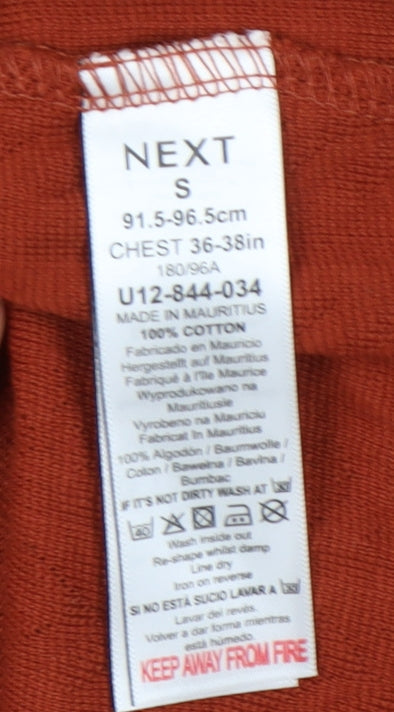 NEXT
S
91.5-96.5cm
CHEST 36-38in
180/96A
U12-844-034
MADE IN MAURITIUS
100% COTTON
Fabricado en Mauricio
Hergestellt auf Mauritius
Fabriqué à l'île Maurice
Wyprodukowano na
Mauritiusie
Vyrobeno na Mauriciu
Fabricat în Mauritius
100% Algodón / Baumwolle /
Coton / Bawełna / Bavlna /
Bumbac
IF IT'S NOT DIRTY WASH AT 30
40
Wash inside out
Re-shape whilst damp
Line dry
Iron on reverse
SI NO ESTÁ SUCIO LAVAR A 30
Lavar del revés.
Volver a dar forma mientras
está húmedo.
KEEP AWAY FROM FIRE